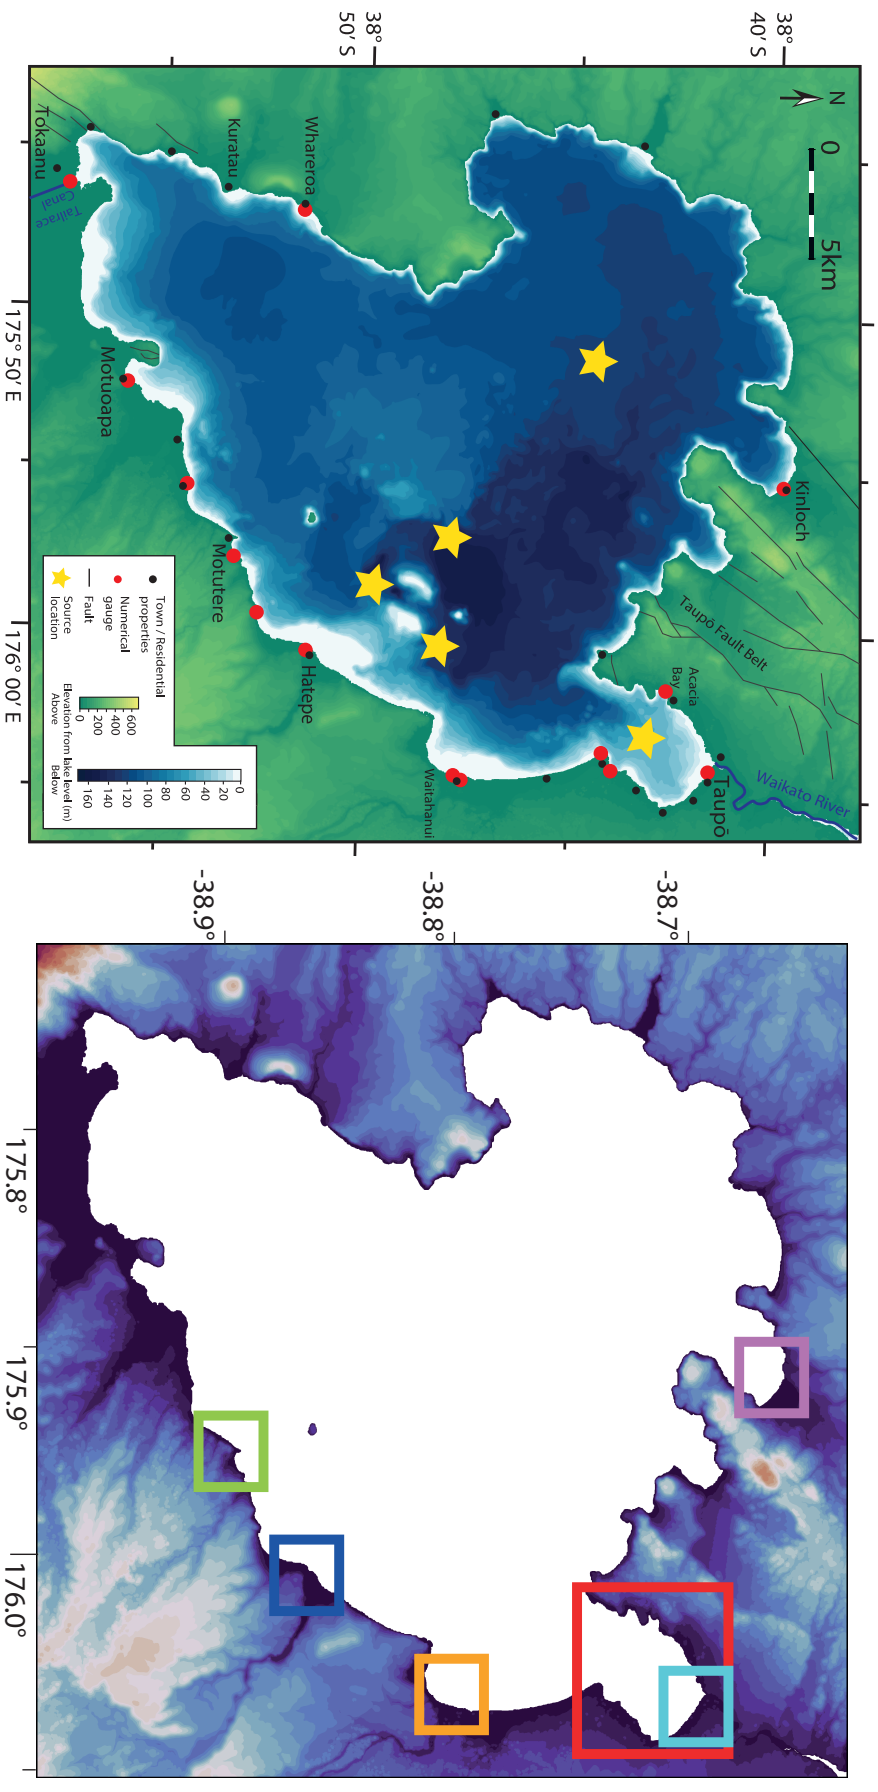 38°
40′ S
38°
50′ S
N
0
5km
Kinloch
Taupō Fault Belt
Acacia
Bay
Taupō
Waikato River
Whareroa
Kuratau
Tokaanu
Tailrace
Canal
Motuoapa
Motutere
Hatepe
Waitahanui
175° 50′ E
176° 00′ E
Town / Residential
properties
Numerical
gauge
Fault
Source
location
Elevation from lake level (m)
Above
0
200
400
600
Below
0
20
40
60
80
100
120
140
160
-38.7°
-38.8°
-38.9°
175.8°
175.9°
176.0°